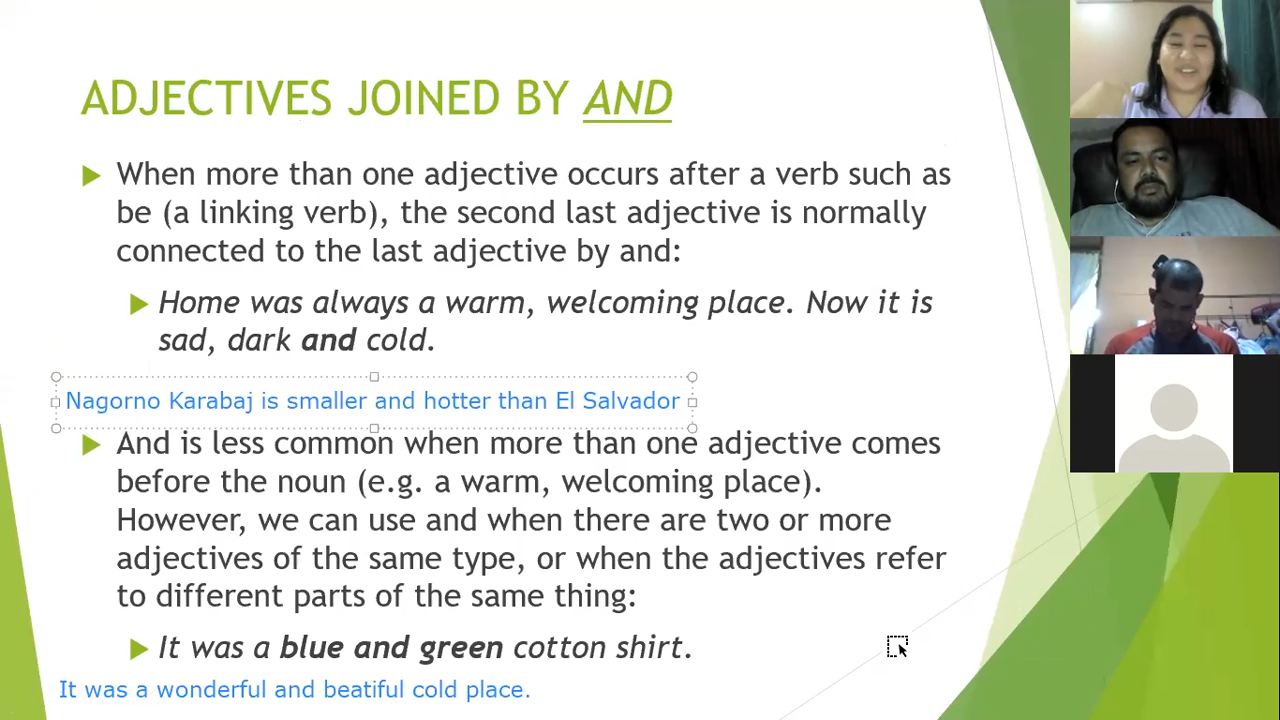 ADJECTIVES JOINED BY AND
When more than one adjective occurs after a verb such as
be (a linking verb), the second last adjective is normally
connected to the last adjective by and:
Home was always a warm, welcoming place. Now it is
sad, dark and cold.
Nagorno Karabaj is smaller and hotter than El Salvador
And is less common when more than one adjective comes
before the noun (e.g. a warm, welcoming place).
However, we can use and when there are two or more
adjectives of the same type, or when the adjectives refer
to different parts of the same thing:
It was a blue and green cotton shirt.
It was a wonderful and beatiful cold place.